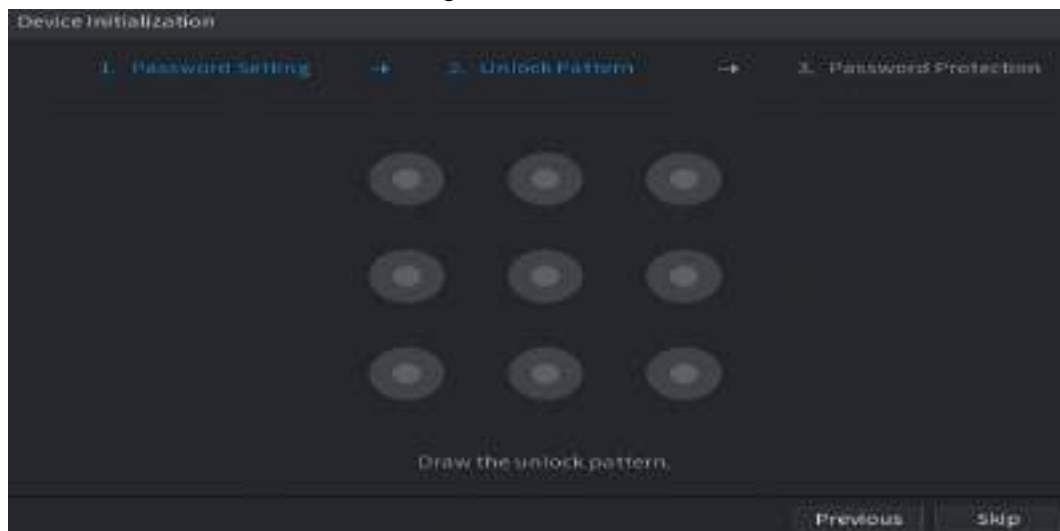 Device Initialization
1. Password Setting → 2. Unlock Pattern → 3. Password Protection
Draw the unlock pattern.
Previous Skip